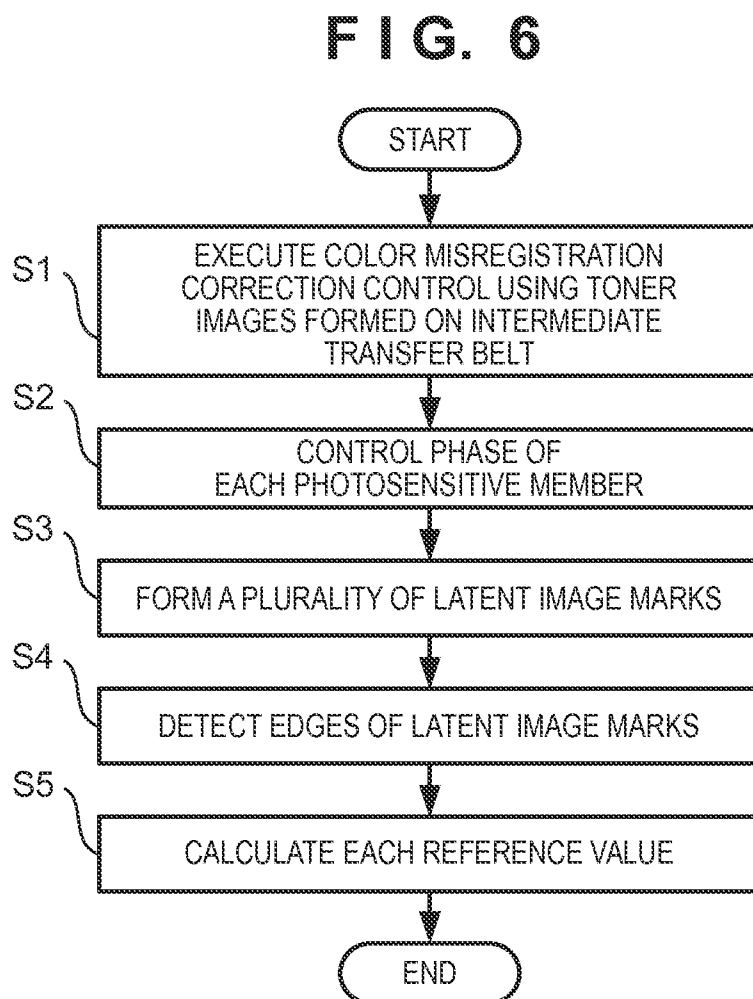 FIG. 6
START
S1
EXECUTE COLOR MISREGISTRATION
CORRECTION CONTROL USING TONER
IMAGES FORMED ON INTERMEDIATE
TRANSFER BELT
S2
CONTROL PHASE OF
EACH PHOTOSENSITIVE MEMBER
S3
FORM A PLURALITY OF LATENT IMAGE MARKS
S4
DETECT EDGES OF LATENT IMAGE MARKS
S5
CALCULATE EACH REFERENCE VALUE
END